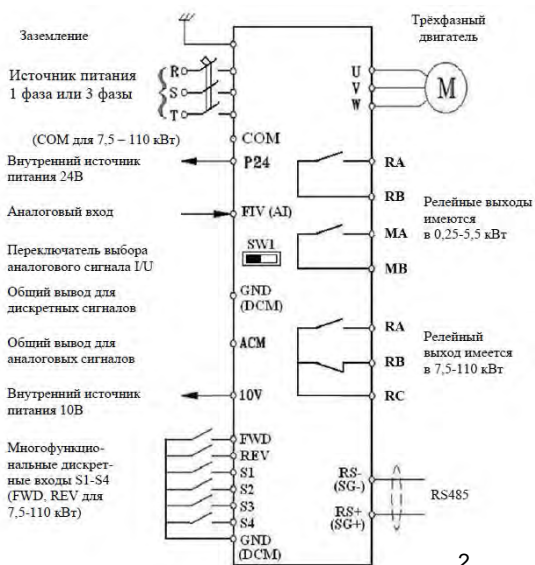 Заземление
Источник питания
1 фаза или 3 фазы
R
S
T
(COM для 7,5 – 110 кВт)
COM
Внутренний источник
питания 24В
P24
Аналоговый вход
FIV (AI)
Переключатель выбора
аналогового сигнала I/U
SW1
Общий вывод для
дискретных сигналов
GND
(DCM)
Общий вывод для
аналоговых сигналов
ACM
Внутренний источник
питания 10В
10V
Многофункцио-
нальные дискрет-
ные входы S1-S4
(FWD, REV для
7,5-110 кВт)
FWD
REV
S1
S2
S3
S4
GND
(DCM)
Трёхфазный
двигатель
U
V
W
M
RA
RB
MA
MB
Релейные выходы
имеются
в 0,25-5,5 кВт
RA
RB
RC
Релейный
выход имеется
в 7,5-110 кВт
RS-
(SG-)
RS+
(SG+)
RS485
2